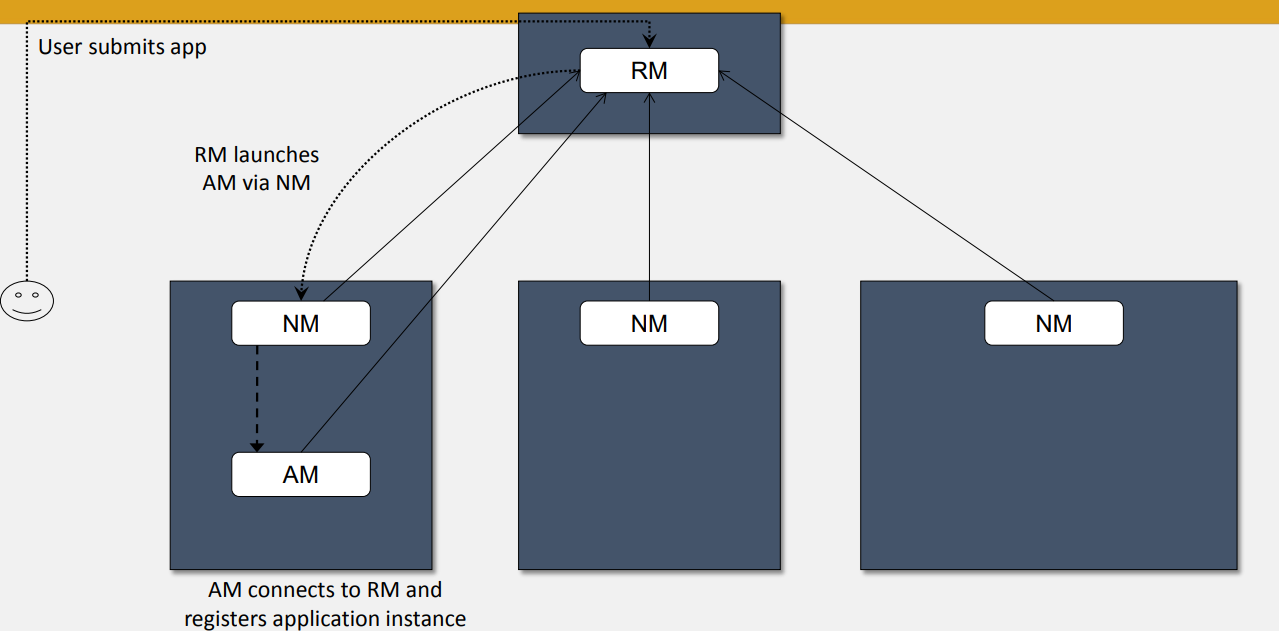 User submits app
RM
RM launches
AM via NM
NM
NM
NM
AM
AM connects to RM and
registers application instance